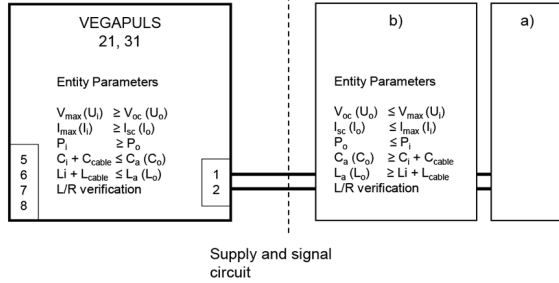 VEGAPULS
21, 31
Entity Parameters
Vmax (Ui) ≥ Voc (Uo)
Imax (Ii) ≥ Isc (Io)
Pi ≥ Po
Ci + Ccable ≤ Ca (Co)
Li + Lcable ≤ La (Lo)
L/R verification
5
6
7
8
1
2
b)
Entity Parameters
Voc (Uo) ≤ Vmax (Ui)
Isc (Io) ≤ Imax (Ii)
Po ≤ Pi
Ca (Co) ≥ Ci + Ccable
La (Lo) ≥ Li + Lcable
L/R verification
a)
Supply and signal
circuit